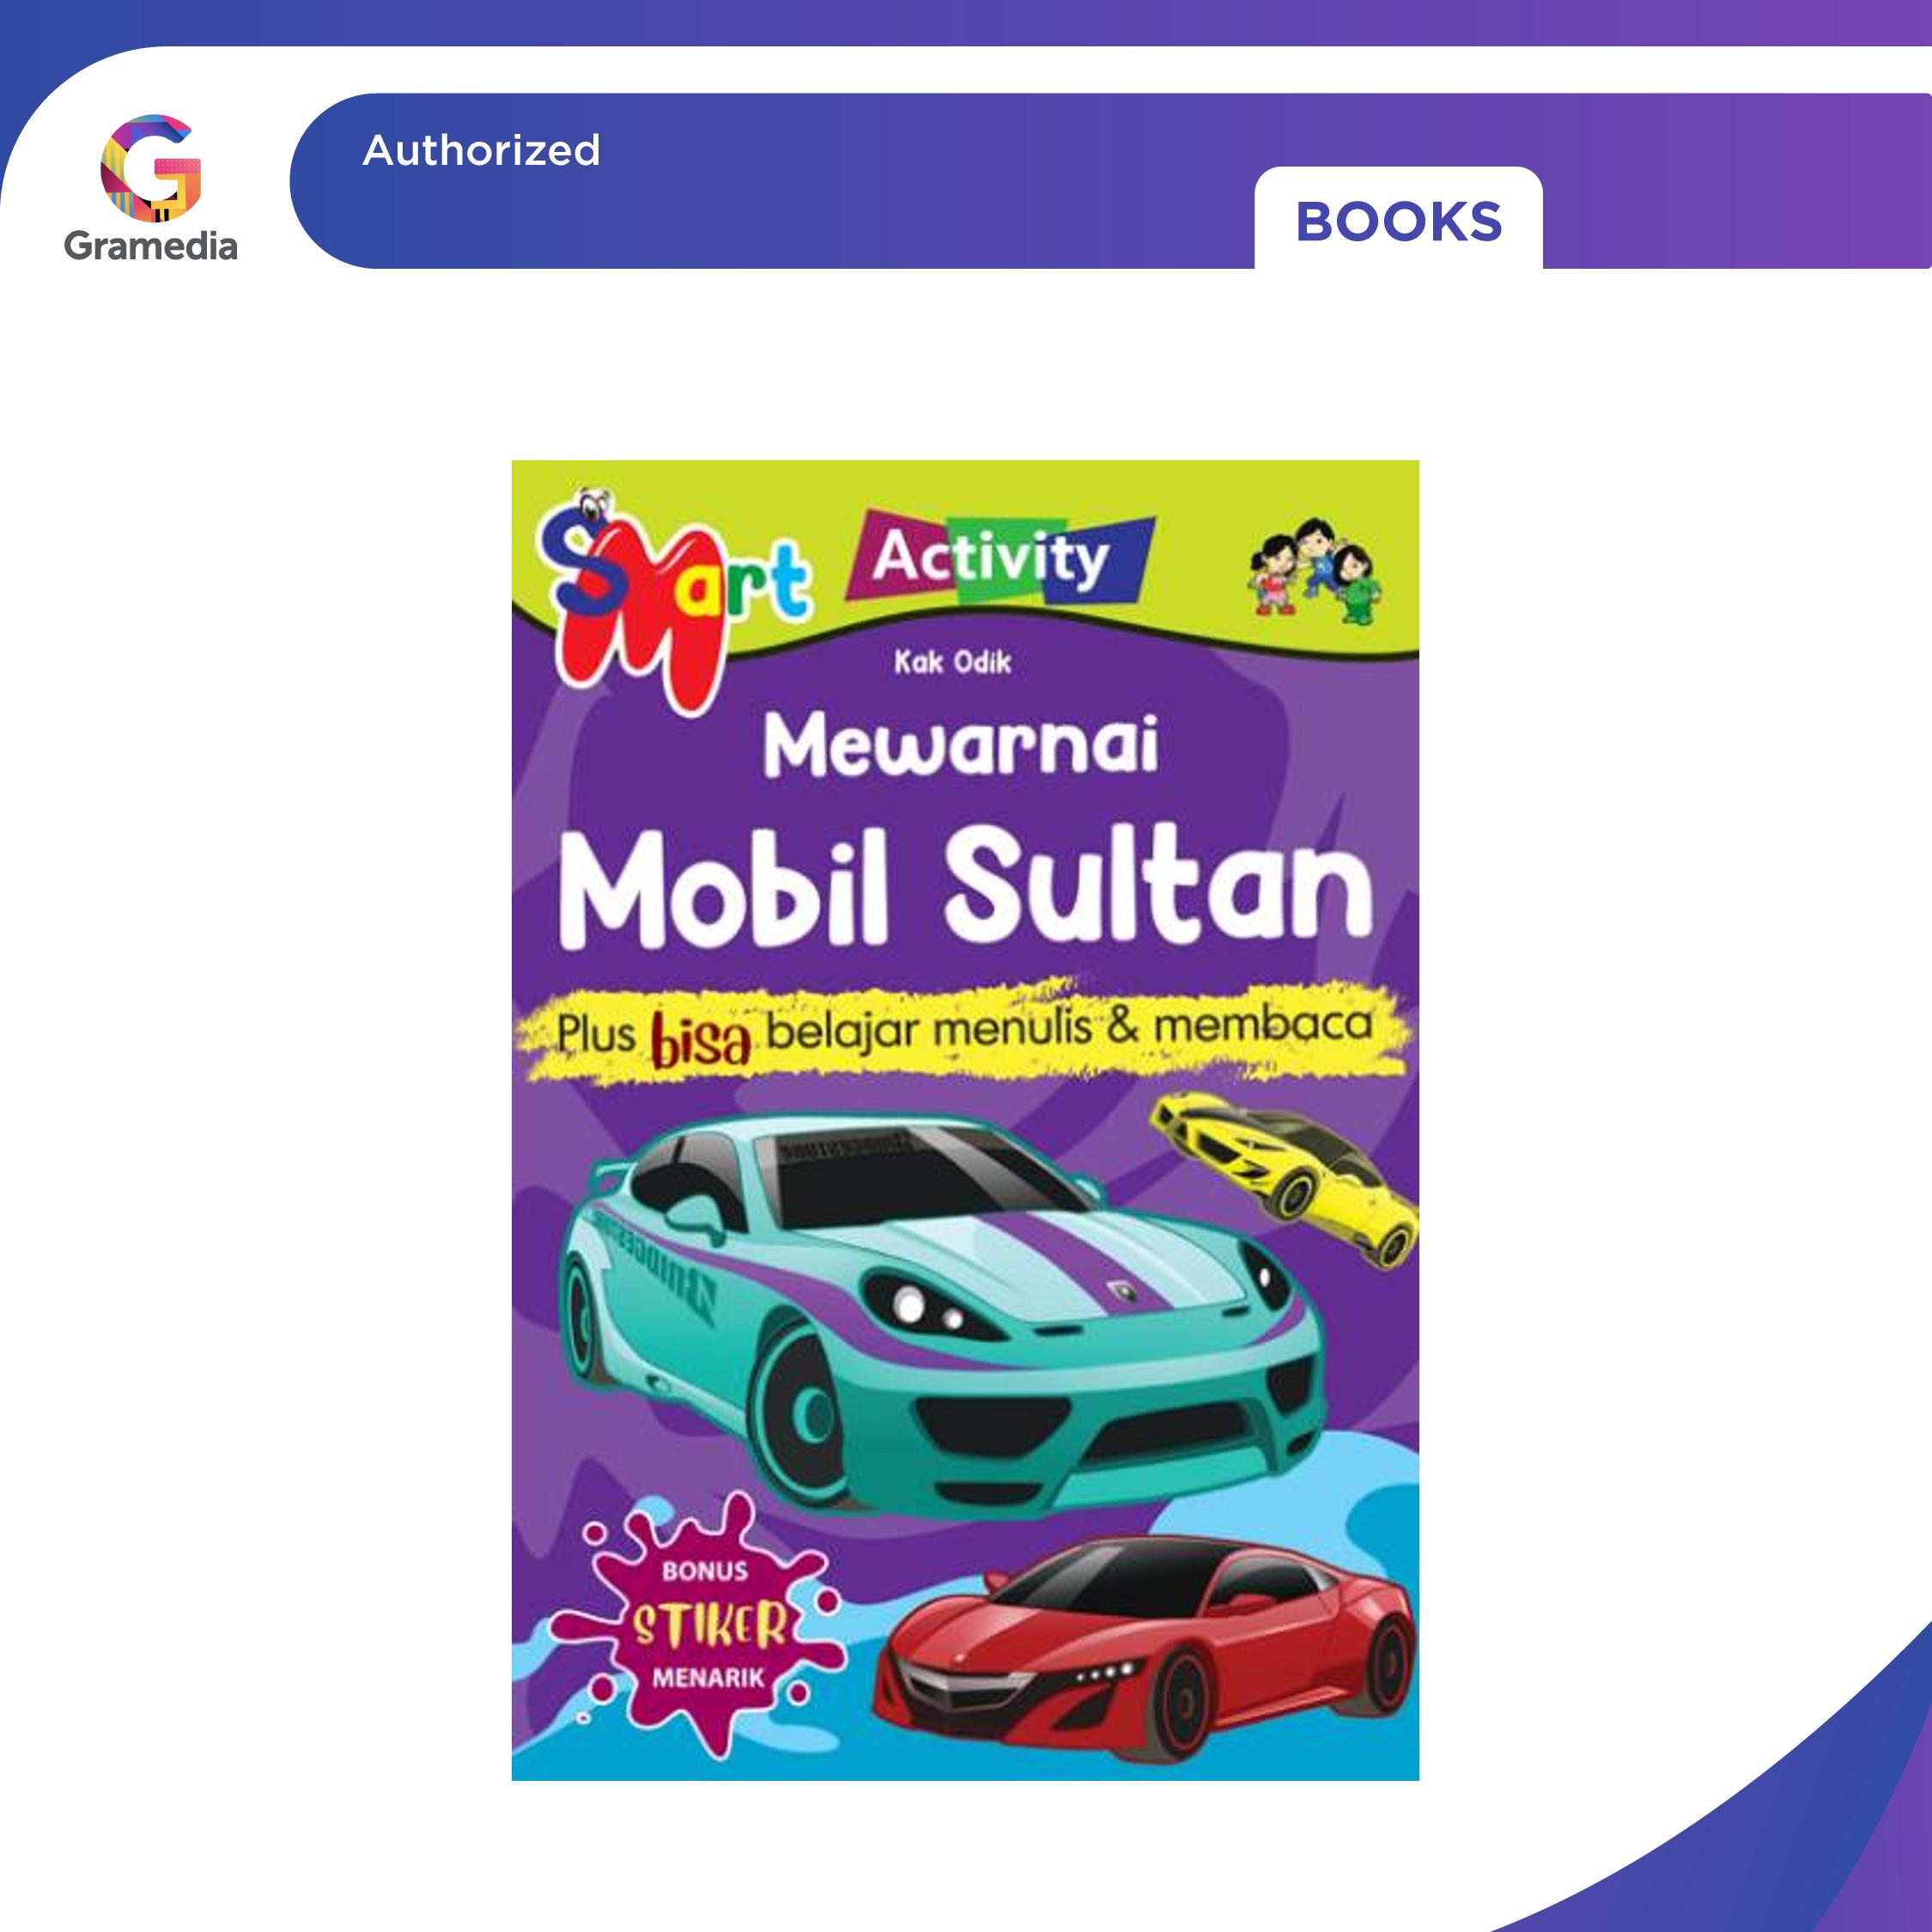 Gramedia
Authorized
BOOKS
Smart
Activity
Kak Odik
Mewarnai
Mobil Sultan
Plus bisa belajar menulis & membaca
BONUS
STIKER
MENARIK